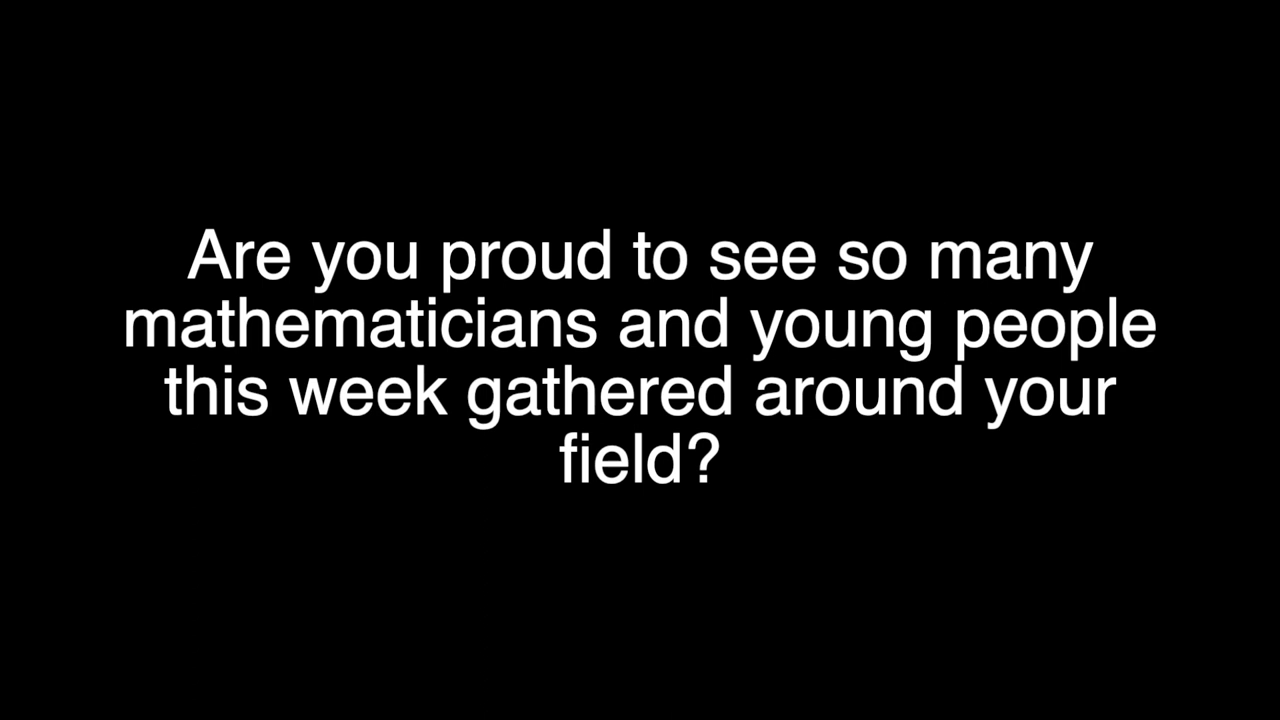 Are you proud to see so many
mathematicians and young people
this week gathered around your
field?